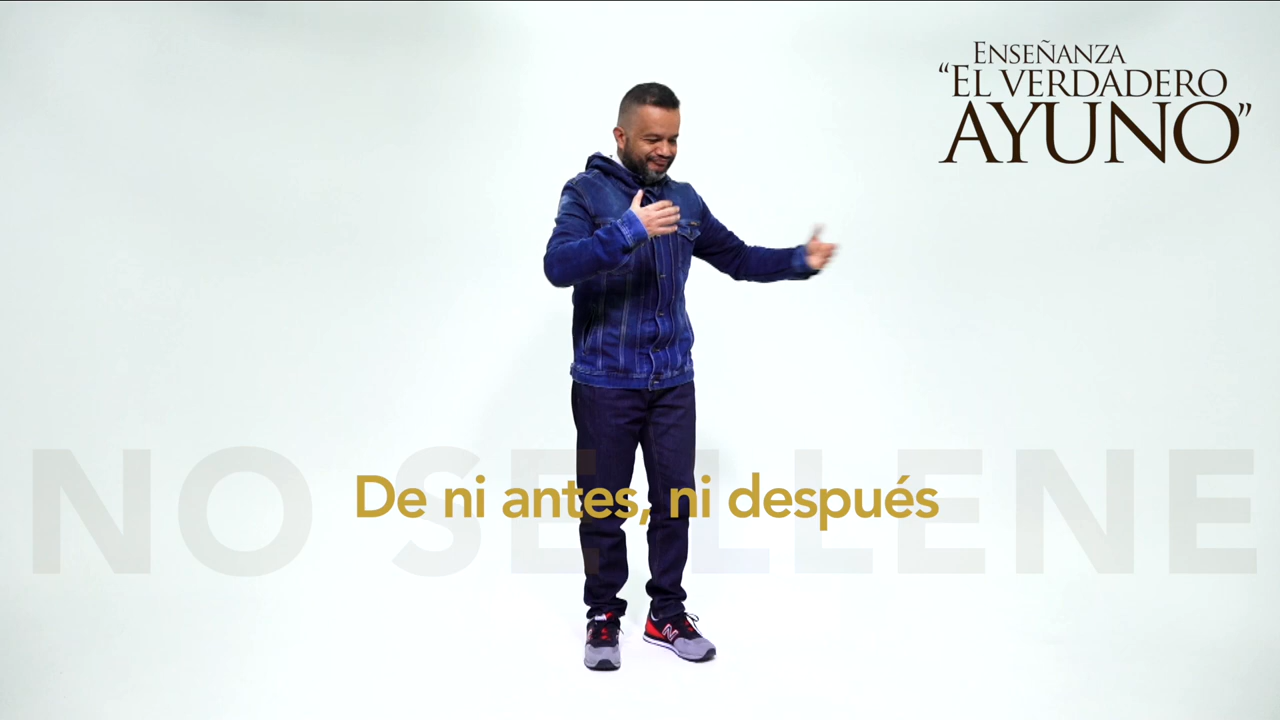 ENSEÑANZA
“EL VERDADERO
AYUNO”
NO SE LLENE
De ni antes, ni después
N